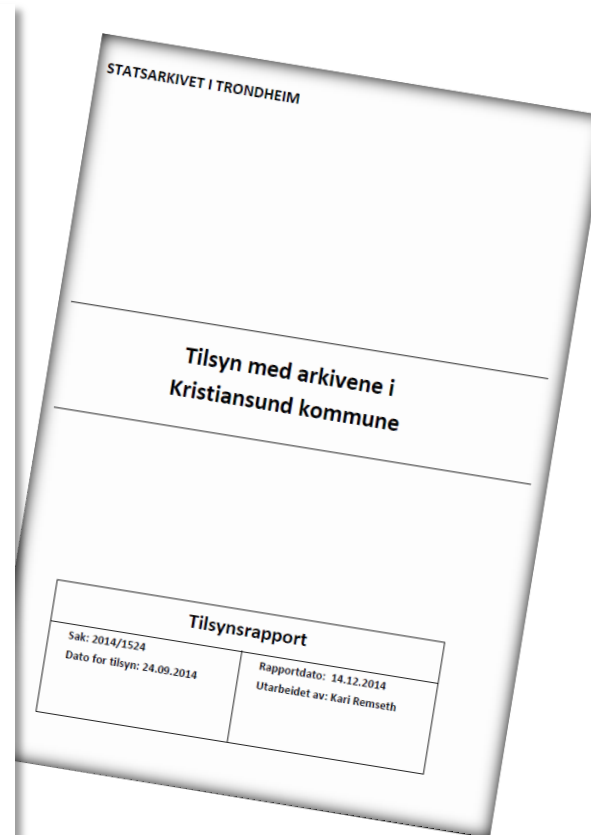 STATSARKIVET I TRONDHEIM
Tilsyn med arkivene i
Kristiansund kommune
Tilsynsrapport
Sak: 2014/1524
Dato for tilsyn: 24.09.2014
Rapportdato: 14.12.2014
Utarbeidet av: Kari Remseth